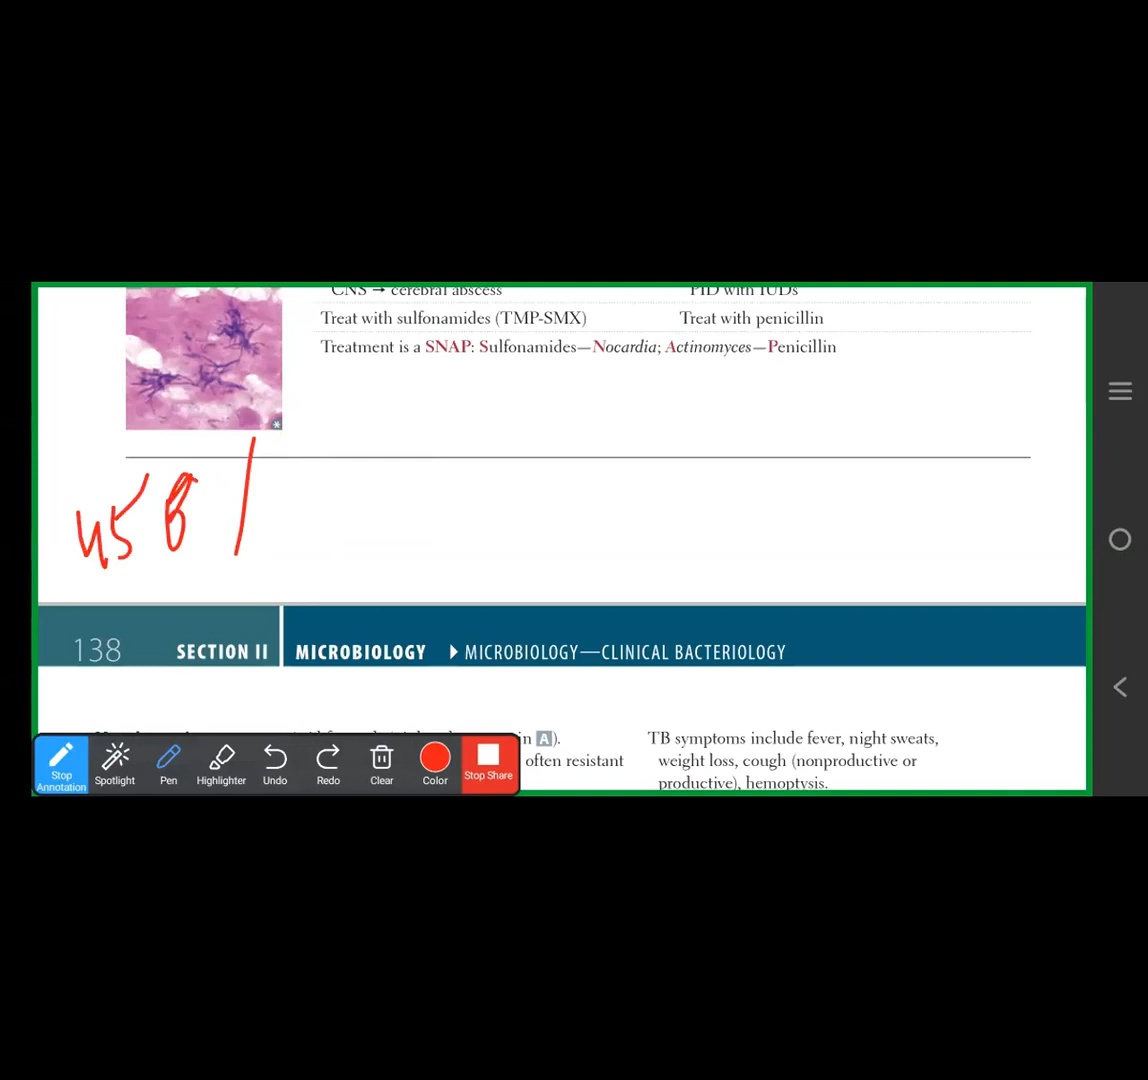 CNS → cerebral abscess PID with IUDs
Treat with sulfonamides (TMP-SMX) Treat with penicillin
Treatment is a SNAP: Sulfonamides—Nocardia; Actinomyces—Penicillin
138 SECTION II MICROBIOLOGY ▶ MICROBIOLOGY—CLINICAL BACTERIOLOGY
in A). TB symptoms include fever, night sweats,
often resistant weight loss, cough (nonproductive or
productive), hemoptysis.
Stop Annotation Spotlight Pen Highlighter Undo Redo Clear Color Stop Share